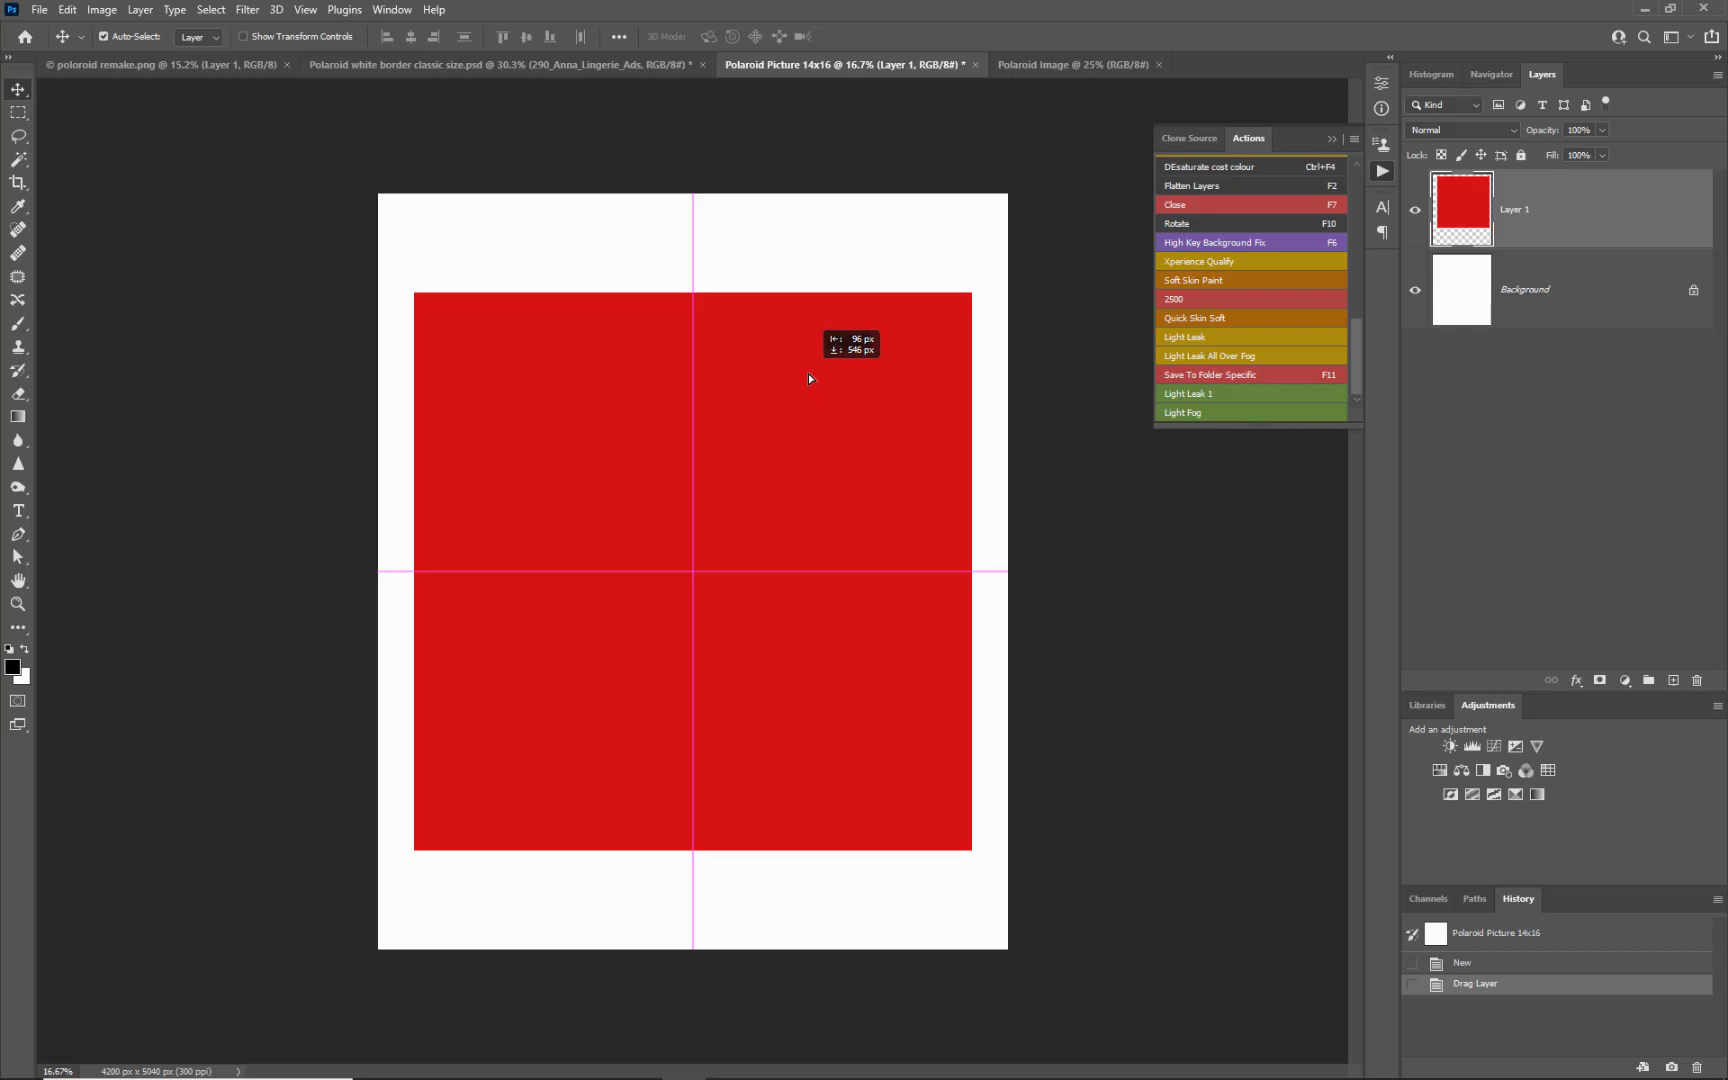 Ps File Edit Image Layer Type Select Filter 3D View Plugins Window Help
Auto-Select: Layer Show Transform Controls 3D Mode:
© poloroid remake.png @ 15.2% (Layer 1, RGB/8) Polaroid white border classic size.psd @ 30.3% (290_Anna_Lingerie_Ads, RGB/8#) * Polaroid Picture 14x16 @ 16.7% (Layer 1, RGB/8#) * Polaroid Image @ 25% (RGB/8#)
Histogram Navigator Layers
Kind
Normal Opacity: 100%
Lock: Fill: 100%
Layer 1
Background
Clone Source Actions
DEsaturate cost colour Ctrl+F4
Flatten Layers F2
Close F7
Rotate F10
High Key Background Fix F6
Xperience Qualify
Soft Skin Paint
2500
Quick Skin Soft
Light Leak
Light Leak All Over Fog
Save To Folder Specific F11
Light Leak 1
Light Fog
96 px
546 px
Libraries Adjustments
Add an adjustment
Channels Paths History
Polaroid Picture 14x16
New
Drag Layer
16.67% 4200 px x 5040 px (300 ppi)